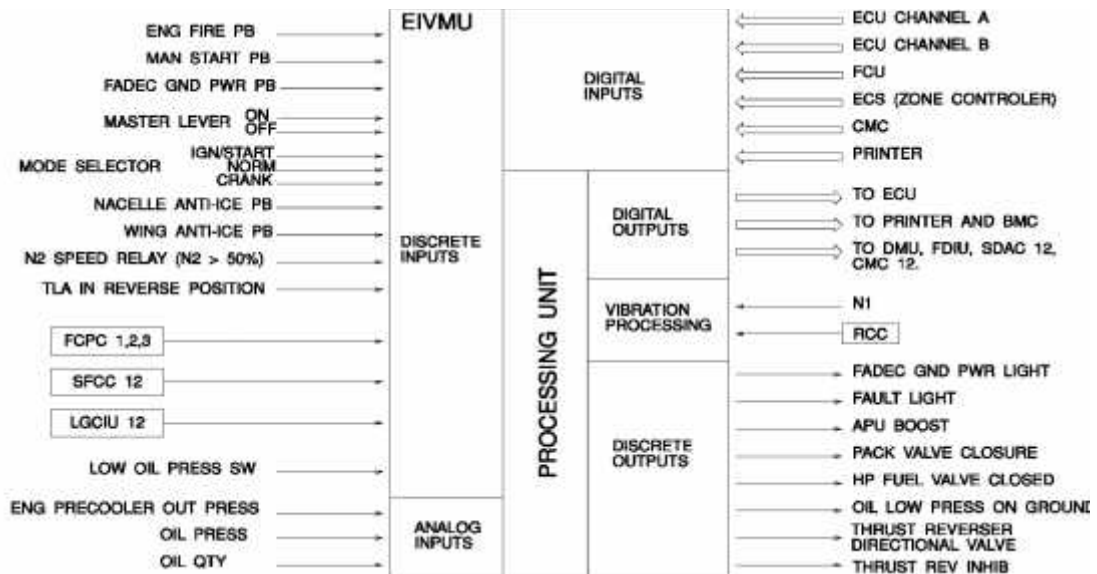 EIVMU
ENG FIRE PB
MAN START PB
FADEC GND PWR PB
MASTER LEVER ON
OFF
IGN/START
MODE SELECTOR NORM
CRANK
NACELLE ANTI-ICE PB
WING ANTI-ICE PB
N2 SPEED RELAY (N2 > 50%)
TLA IN REVERSE POSITION
FCPC 1,2,3
SFCC 12
LGCIU 12
LOW OIL PRESS SW
ENG PRECOOLER OUT PRESS
OIL PRESS
OIL QTY
DISCRETE
INPUTS
ANALOG
INPUTS
PROCESSING UNIT
DIGITAL
INPUTS
DIGITAL
OUTPUTS
VIBRATION
PROCESSING
DISCRETE
OUTPUTS
ECU CHANNEL A
ECU CHANNEL B
FCU
ECS (ZONE CONTROLER)
CMC
PRINTER
TO ECU
TO PRINTER AND BMC
TO DMU, FDIU, SDAC 12,
CMC 12.
N1
RCC
FADEC GND PWR LIGHT
FAULT LIGHT
APU BOOST
PACK VALVE CLOSURE
HP FUEL VALVE CLOSED
OIL LOW PRESS ON GROUND
THRUST REVERSER
DIRECTIONAL VALVE
THRUST REV INHIB